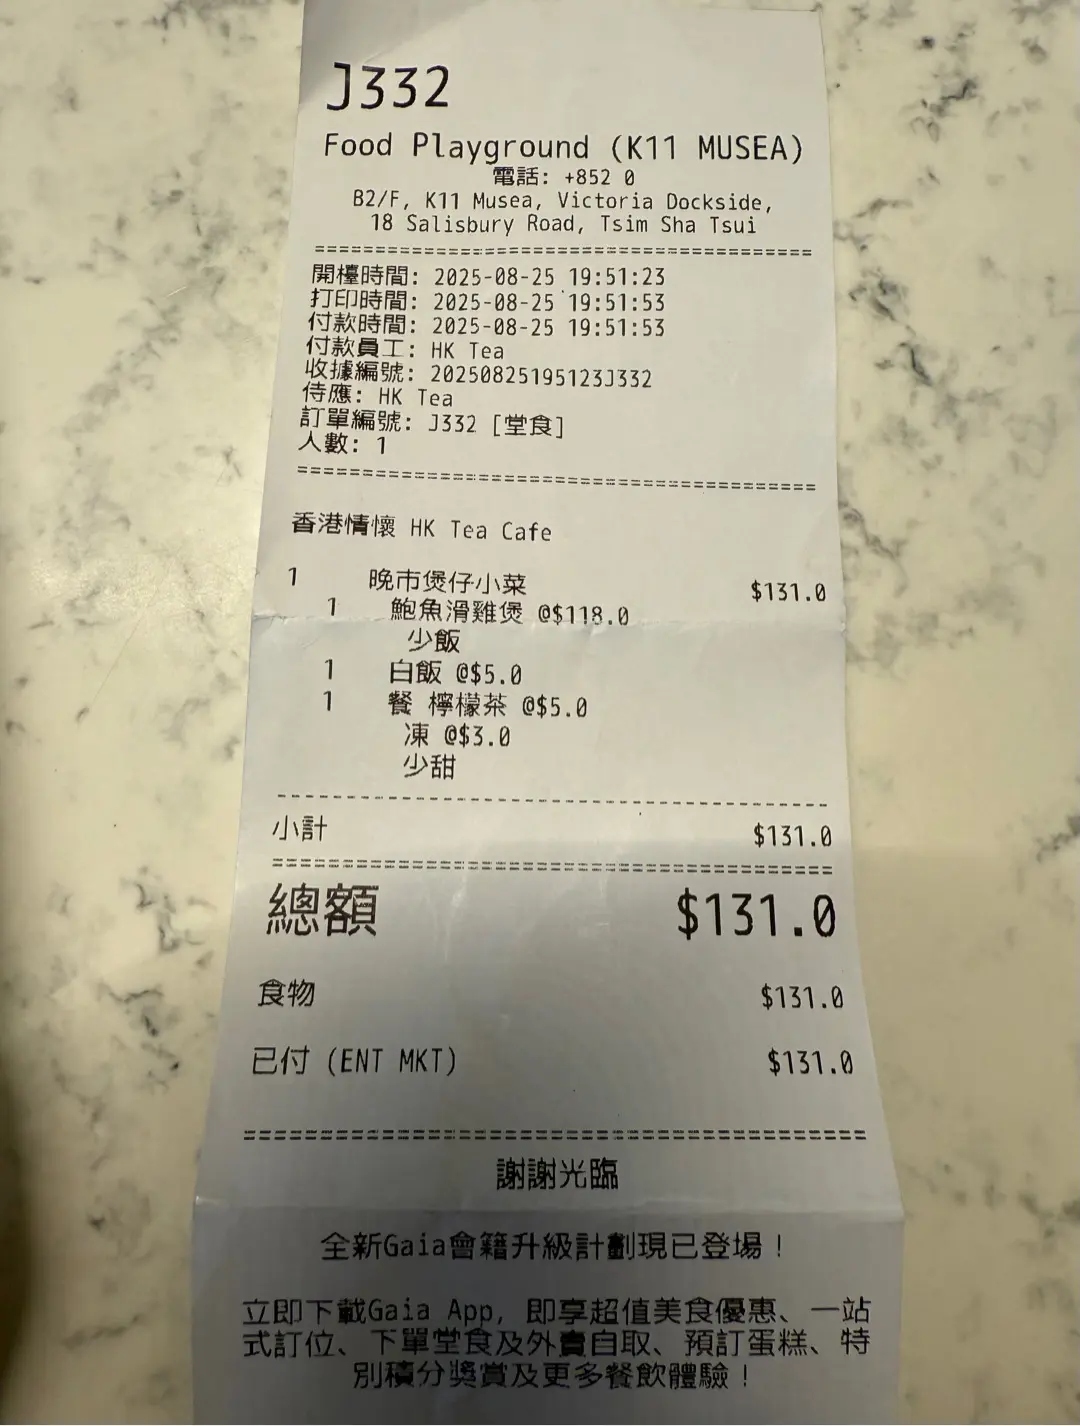 J332
Food Playground (K11 MUSEA)
電話: +852 0
B2/F, K11 Musea, Victoria Dockside,
18 Salisbury Road, Tsim Sha Tsui
開檯時間: 2025-08-25 19:51:23
打印時間: 2025-08-25 19:51:53
付款時間: 2025-08-25 19:51:53
付款員工: HK Tea
收據編號: 20250825195123J332
侍應: HK Tea
訂單編號: J332 [堂食]
人數: 1
香港情懷 HK Tea Cafe
1 晚市煲仔小菜 $131.0
1 鮑魚滑雞煲 @$118.0
少飯
1 白飯 @$5.0
1 餐 檸檬茶 @$5.0
凍 @$3.0
少甜
小計 $131.0
總額 $131.0
食物 $131.0
已付 (ENT MKT) $131.0
謝謝光臨
全新Gaia會籍升級計劃現已登場！
立即下載Gaia App, 即享超值美食優惠、一站
式訂位、下單堂食及外賣自取、預訂蛋糕、特
別積分獎賞及更多餐飲體驗！